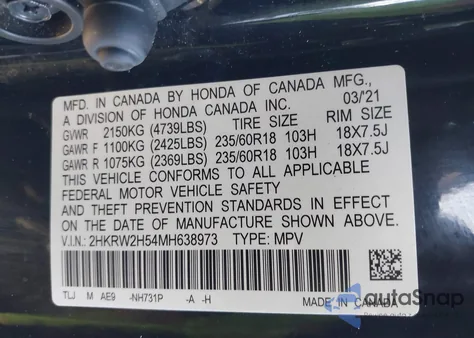 MFD. IN CANADA BY HONDA OF CANADA MFG.,
A DIVISION OF HONDA CANADA INC. 03/21
GVWR 2150KG (4739LBS) TIRE SIZE RIM SIZE
GAWR F 1100KG (2425LBS) 235/60R18 103H 18X7.5J
GAWR R 1075KG (2369LBS) 235/60R18 103H 18X7.5J
THIS VEHICLE CONFORMS TO ALL APPLICABLE
FEDERAL MOTOR VEHICLE SAFETY
AND THEFT PREVENTION STANDARDS IN EFFECT
ON THE DATE OF MANUFACTURE SHOWN ABOVE.
V.I.N.: 2HKRW2H54MH638973 TYPE: MPV
TLJ M AE9 -NH731P -A -H MADE IN CANADA
autoSnap